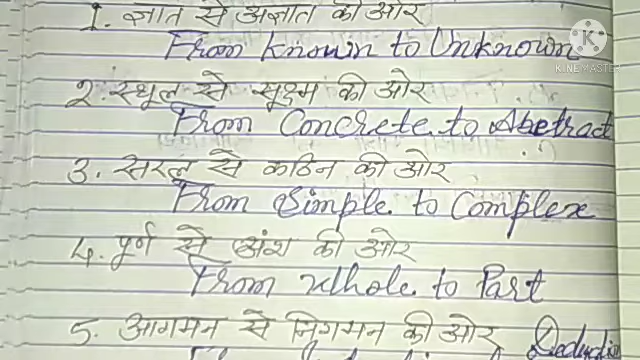 1. ज्ञात से अज्ञात की ओर
From Known to Unknown
KINEMASTER
2. स्थूल से सूक्ष्म की ओर
From Concrete to Abstract
3. सरल से कठिन की ओर
From Simple to Complex
4. पूर्ण से अंश की ओर
From Whole to Part
5. आगमन से निगमन की ओर